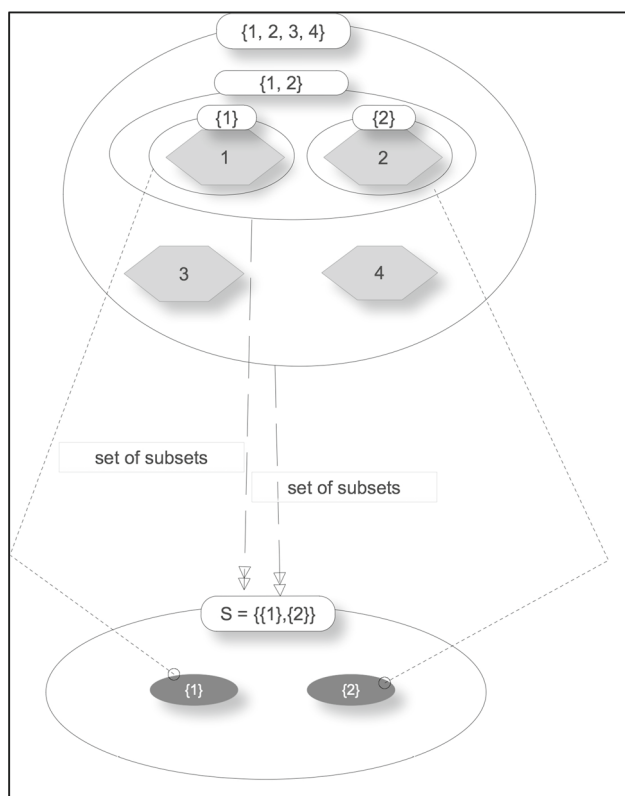 {1, 2, 3, 4}
{1, 2}
{1}
{2}
1
2
3
4
set of subsets
set of subsets
S = {{1},{2}}
{1}
{2}